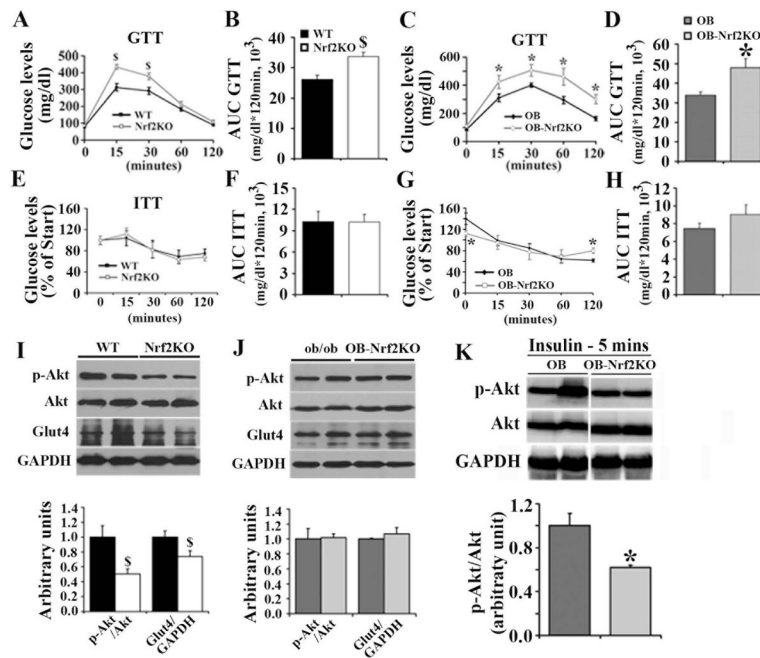 A
GTT
Glucose levels
(mg/dl)
500
400
300
200
100
0
$
$
WT
Nrf2KO
0 15 30 60 120
(minutes)
B
WT
Nrf2KO
$
AUC GTT
(mg/dl*120min, 10³)
40
30
20
10
0
C
GTT
Glucose levels
(mg/dl)
600
400
200
0
* * * *
OB
OB-Nrf2KO
0 15 30 60 120
(minutes)
D
OB
OB-Nrf2KO
*
AUC GTT
(mg/dl*120min, 10³)
60
50
40
30
20
10
0
E
ITT
Glucose levels
(% of Start)
160
120
80
40
0
WT
Nrf2KO
0 15 30 60 120
(minutes)
F
AUC ITT
(mg/dl*120min, 10³)
15
12
9
6
3
0
G
ITT
Glucose levels
(% of Start)
160
120
80
40
0
* *
OB
OB-Nrf2KO
0 15 30 60 120
(minutes)
H
AUC ITT
(mg/dl*120min, 10³)
12
10
8
6
4
2
0
I
WT Nrf2KO
p-Akt
Akt
Glut4
GAPDH
Arbitrary units
1.4
1.2
1.0
0.8
0.6
0.4
0.2
0.0
$
$
p-Akt
/Akt
Glut4/
GAPDH
J
ob/ob OB-Nrf2KO
p-Akt
Akt
Glut4
GAPDH
Arbitrary units
1.4
1.2
1.0
0.8
0.6
0.4
0.2
0.0
p-Akt
/Akt
Glut4/
GAPDH
K
Insulin - 5 mins
OB OB-Nrf2KO
p-Akt
Akt
GAPDH
p-Akt/Akt
(arbitraty unit)
1.2
0.8
0.4
0.0
*